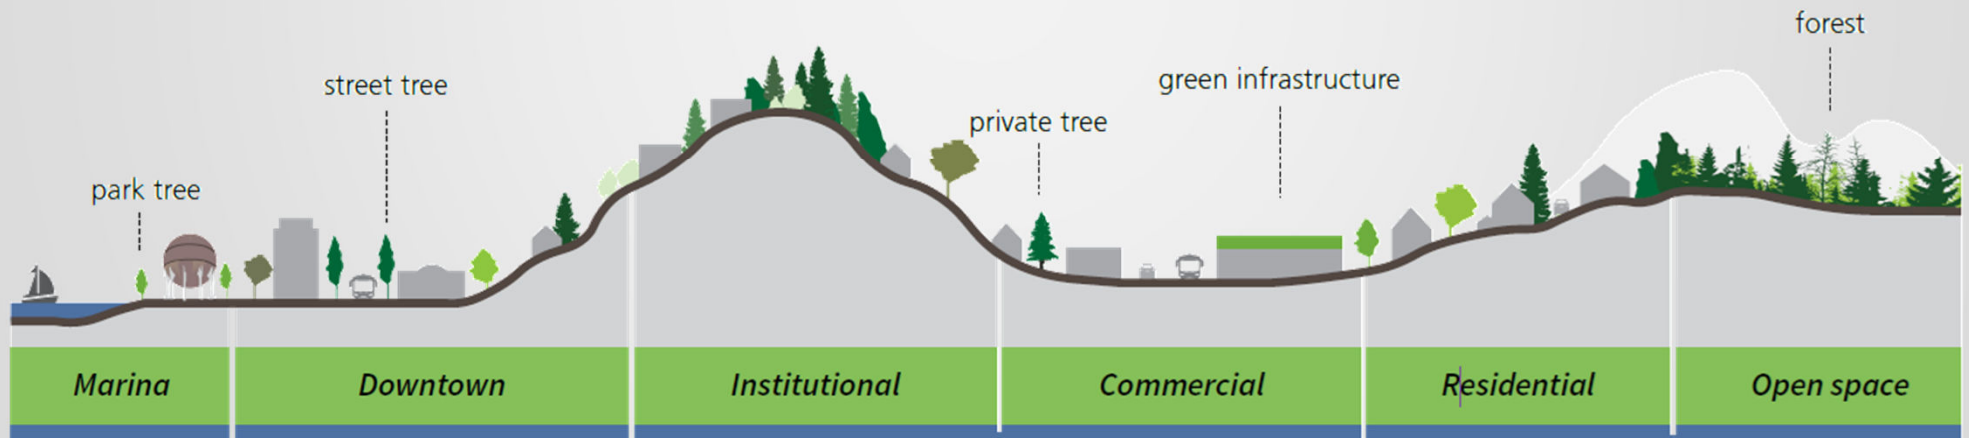 forest
street tree
green infrastructure
private tree
park tree
Marina
Downtown
Institutional
Commercial
Residential
Open space